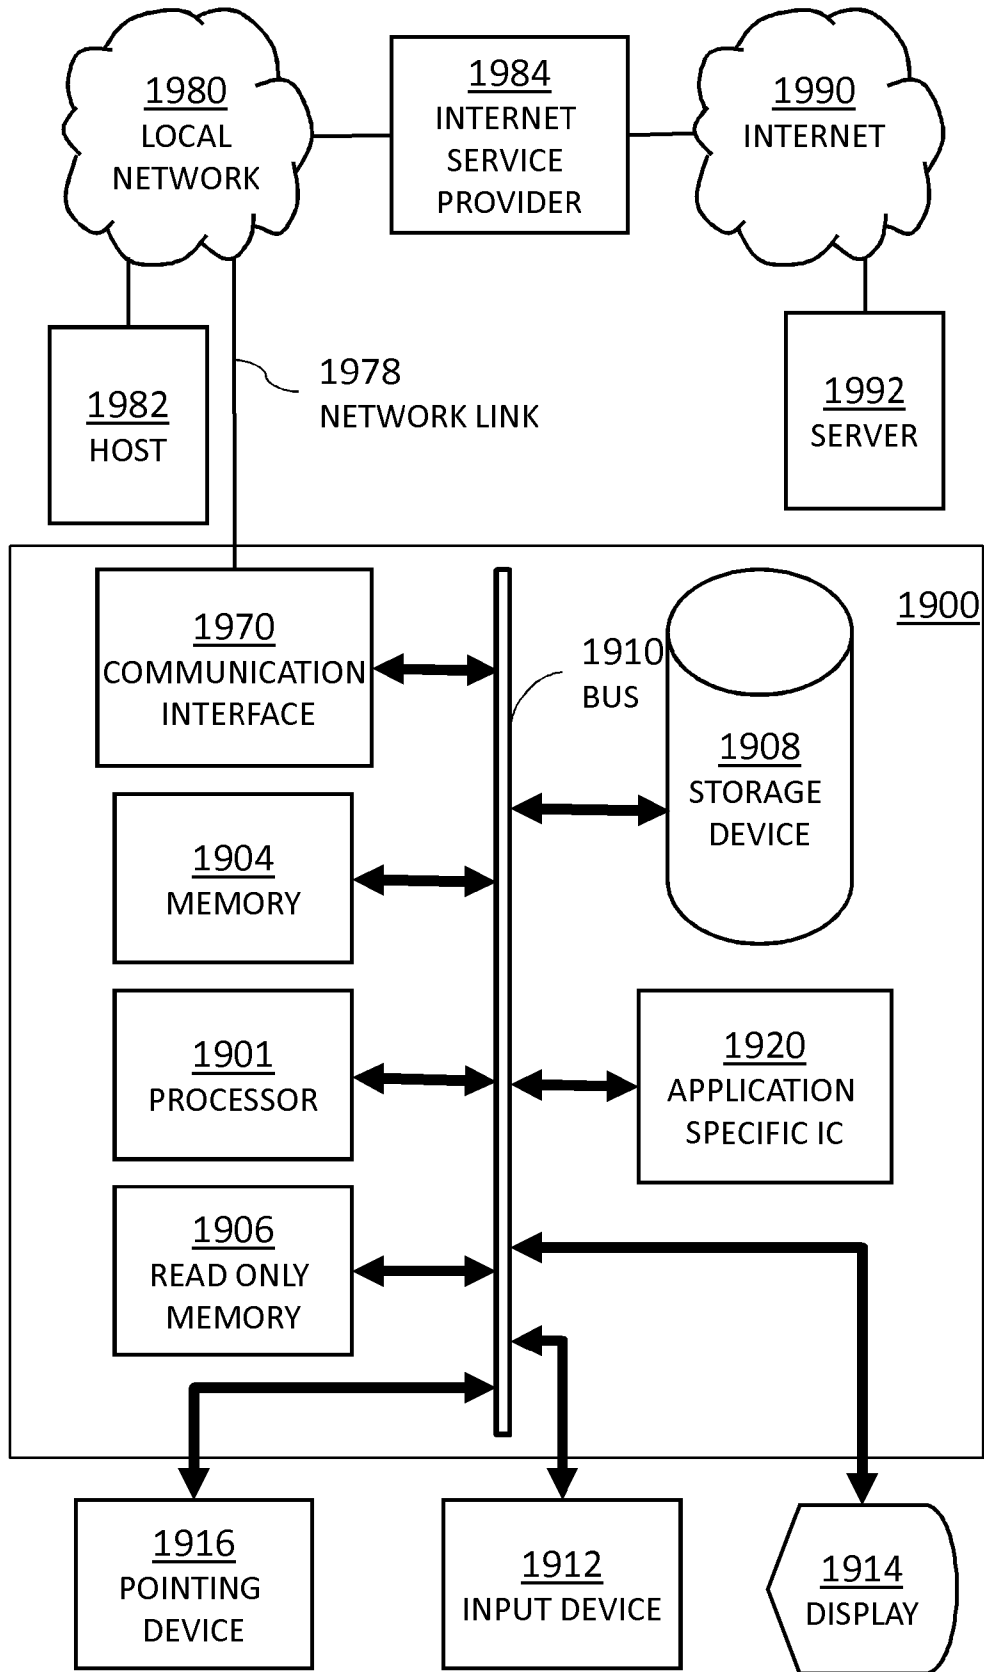 1980
LOCAL
NETWORK
1984
INTERNET
SERVICE
PROVIDER
1990
INTERNET
1982
HOST
1978
NETWORK LINK
1992
SERVER
1900
1970
COMMUNICATION
INTERFACE
1910
BUS
1908
STORAGE
DEVICE
1904
MEMORY
1901
PROCESSOR
1920
APPLICATION
SPECIFIC IC
1906
READ ONLY
MEMORY
1916
POINTING
DEVICE
1912
INPUT DEVICE
1914
DISPLAY